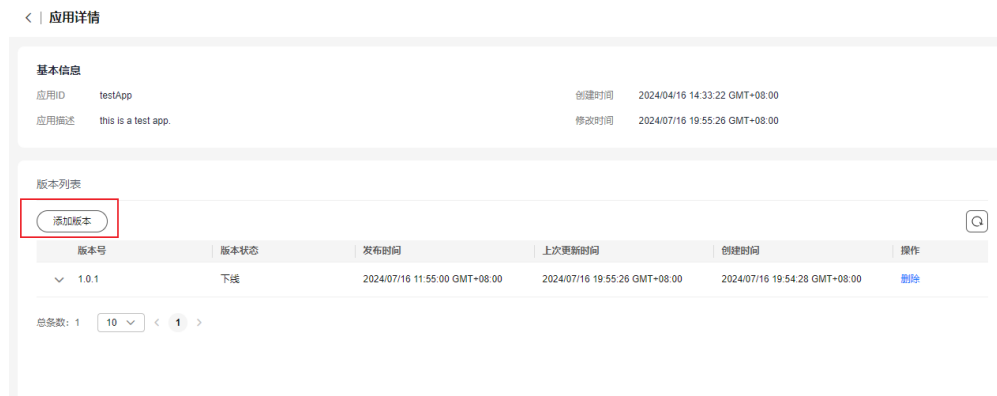 应用详情
基本信息
应用ID testApp 创建时间 2024/04/16 14:33:22 GMT+08:00
应用描述 this is a test app. 修改时间 2024/07/16 19:55:26 GMT+08:00
版本列表
添加版本
版本号 版本状态 发布时间 上次更新时间 创建时间 操作
1.0.1 下线 2024/07/16 11:55:00 GMT+08:00 2024/07/16 19:55:26 GMT+08:00 2024/07/16 19:54:28 GMT+08:00 删除
总条数: 1 10 < 1 >